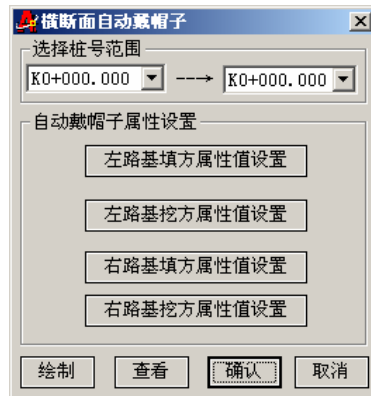 横断面自动戴帽子
选择桩号范围
K0+000.000 ---→ K0+000.000
自动戴帽子属性设置
左路基填方属性值设置
左路基挖方属性值设置
右路基填方属性值设置
右路基挖方属性值设置
绘制 查看 确认 取消